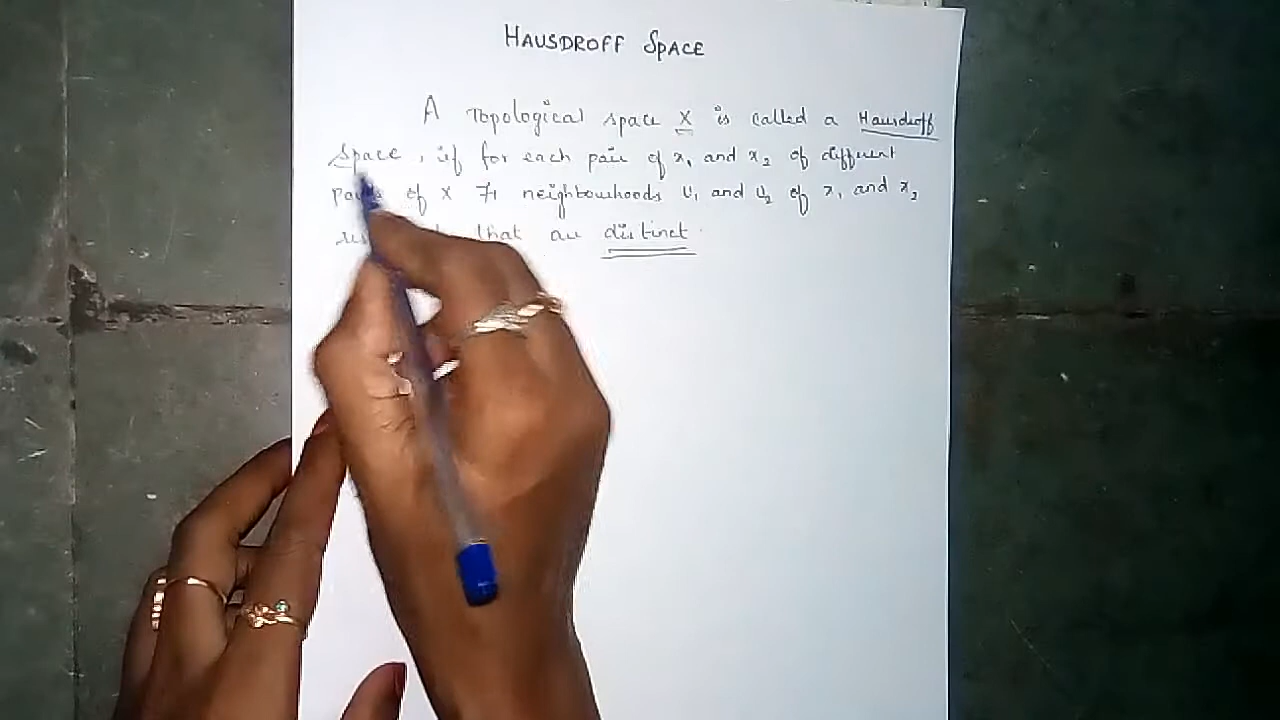 HAUSDROFF SPACE
A Topological space X is called a Hausdroff
Space, if for each pair of x₁ and x₂ of different
of X ∃ neighbourhoods U₁ and U₂ of x₁ and x₂
that are distinct.